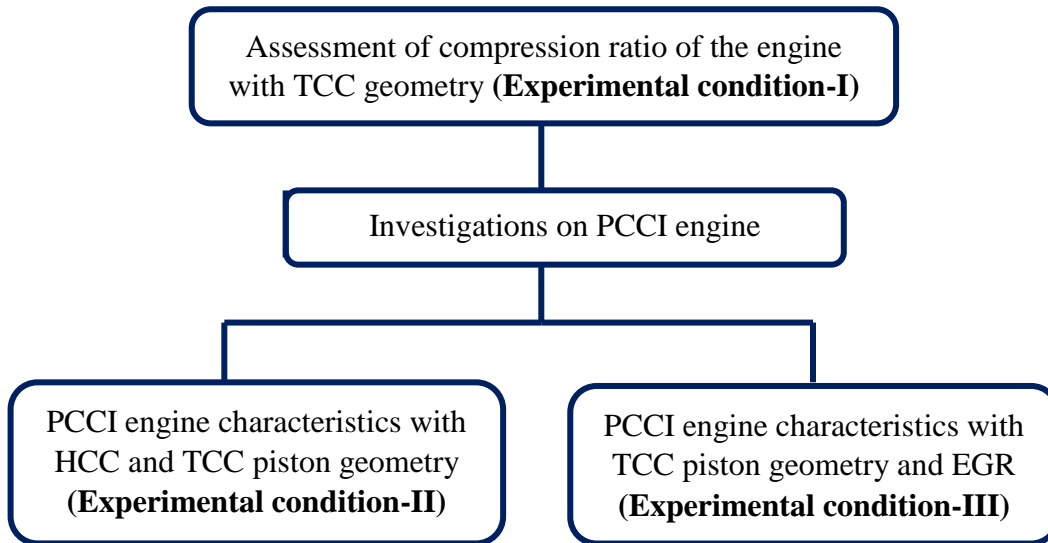 Assessment of compression ratio of the engine
with TCC geometry (Experimental condition-I)
Investigations on PCCI engine
PCCI engine characteristics with
HCC and TCC piston geometry
(Experimental condition-II)
PCCI engine characteristics with
TCC piston geometry and EGR
(Experimental condition-III)